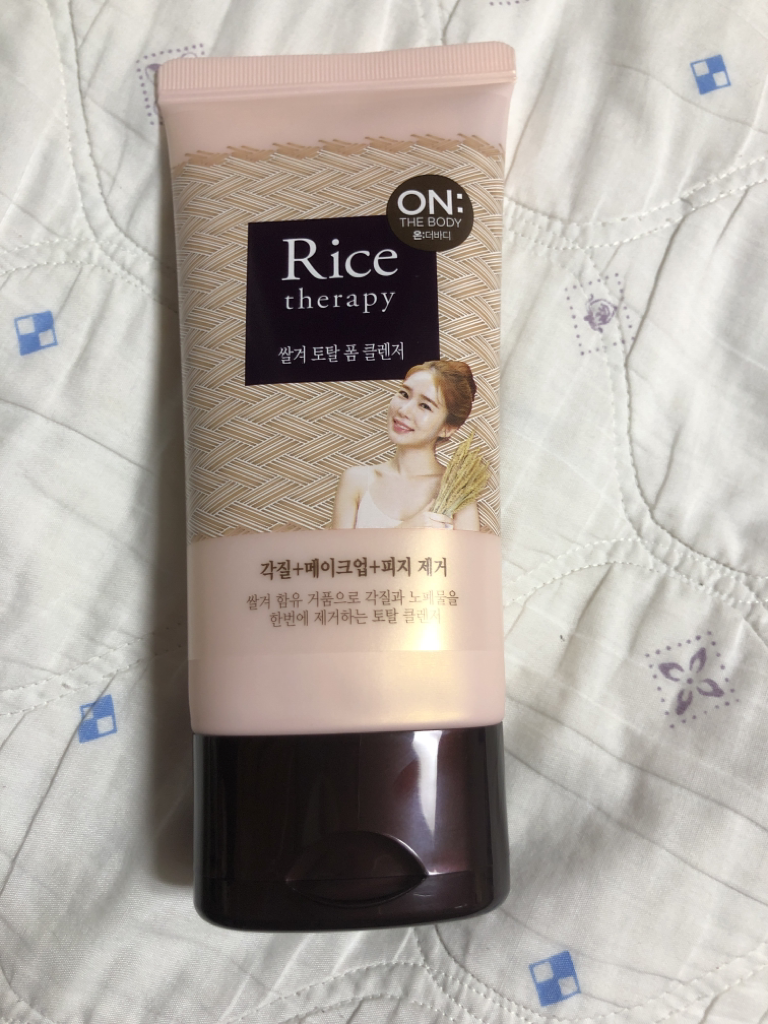 ON:
THE BODY
온:더바디
Rice
therapy
쌀겨 토탈 폼 클렌저
각질+메이크업+피지 제거
쌀겨 함유 거품으로 각질과 노폐물을
한번에 제거하는 토탈 클렌저